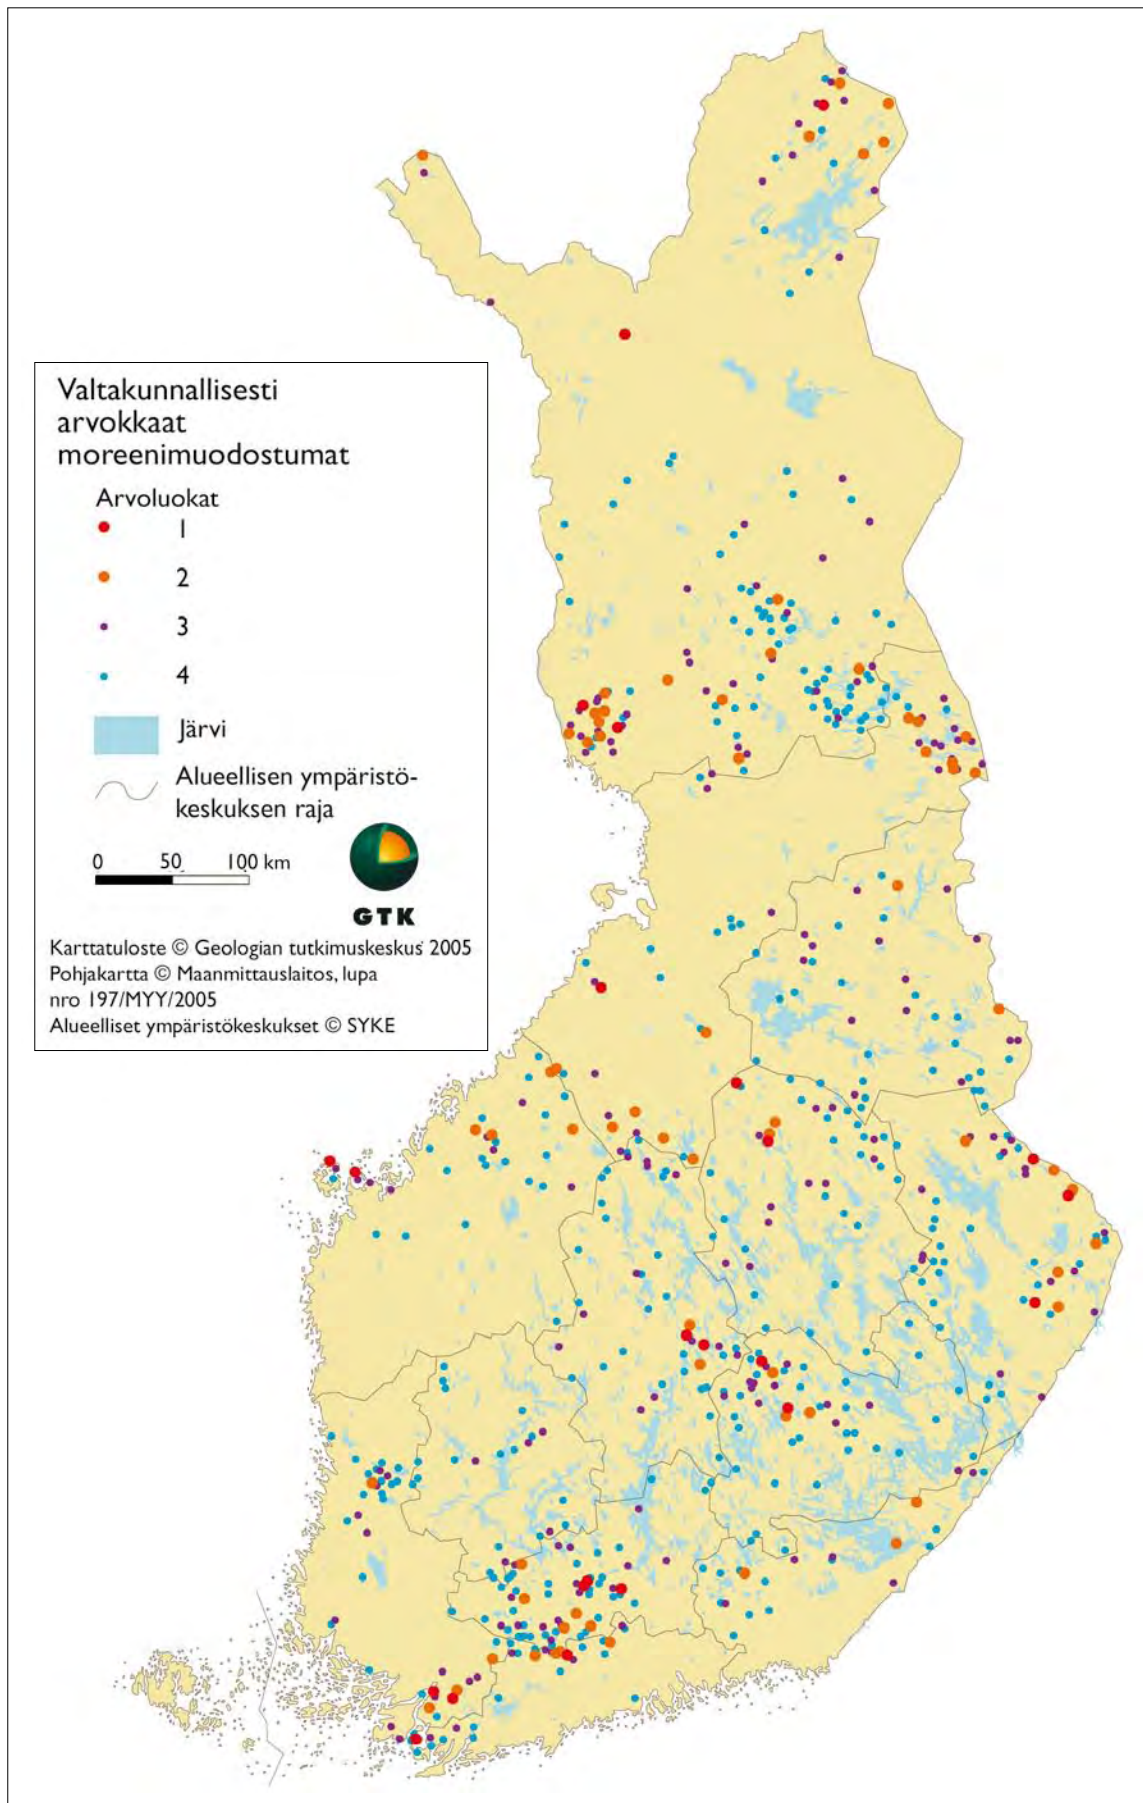 Valtakunnallisesti
arvokkaat
moreenimuodostumat
Arvoluokat
1
2
3
4
Järvi
Alueellisen ympäristö-
keskuksen raja
0 50 100 km
GTK
Karttatuloste © Geologian tutkimuskeskus 2005
Pohjakartta © Maanmittauslaitos, lupa
nro 197/MYY/2005
Alueelliset ympäristökeskukset © SYKE